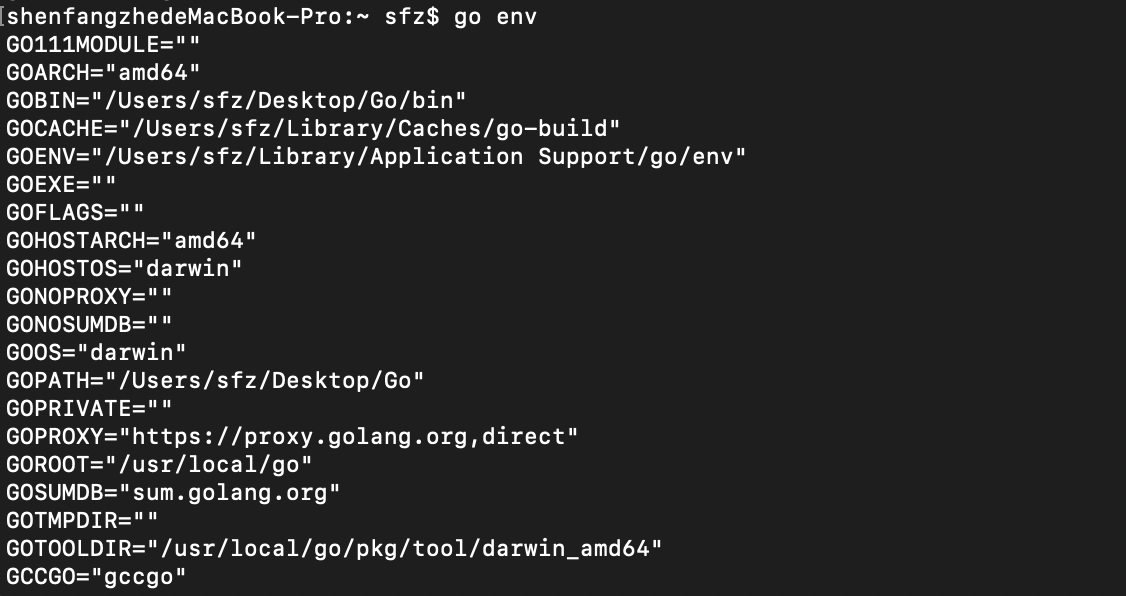 [shenfangzhedeMacBook-Pro:~ sfz$ go env
GO111MODULE=""
GOARCH="amd64"
GOBIN="/Users/sfz/Desktop/Go/bin"
GOCACHE="/Users/sfz/Library/Caches/go-build"
GOENV="/Users/sfz/Library/Application Support/go/env"
GOEXE=""
GOFLAGS=""
GOHOSTARCH="amd64"
GOHOSTOS="darwin"
GONOPROXY=""
GONOSUMDB=""
GOOS="darwin"
GOPATH="/Users/sfz/Desktop/Go"
GOPRIVATE=""
GOPROXY="https://proxy.golang.org,direct"
GOROOT="/usr/local/go"
GOSUMDB="sum.golang.org"
GOTMPDIR=""
GOTOOLDIR="/usr/local/go/pkg/tool/darwin_amd64"
GCCGO="gccgo"